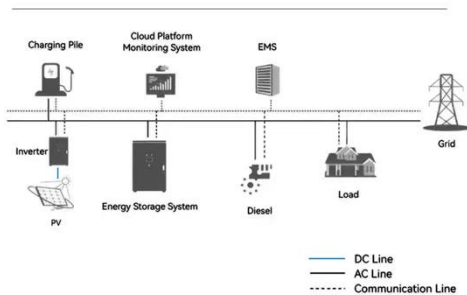 Charging Pile
Cloud Platform
Monitoring System
EMS
Grid
Inverter
PV
Energy Storage System
Diesel
Load
DC Line
AC Line
Communication Line